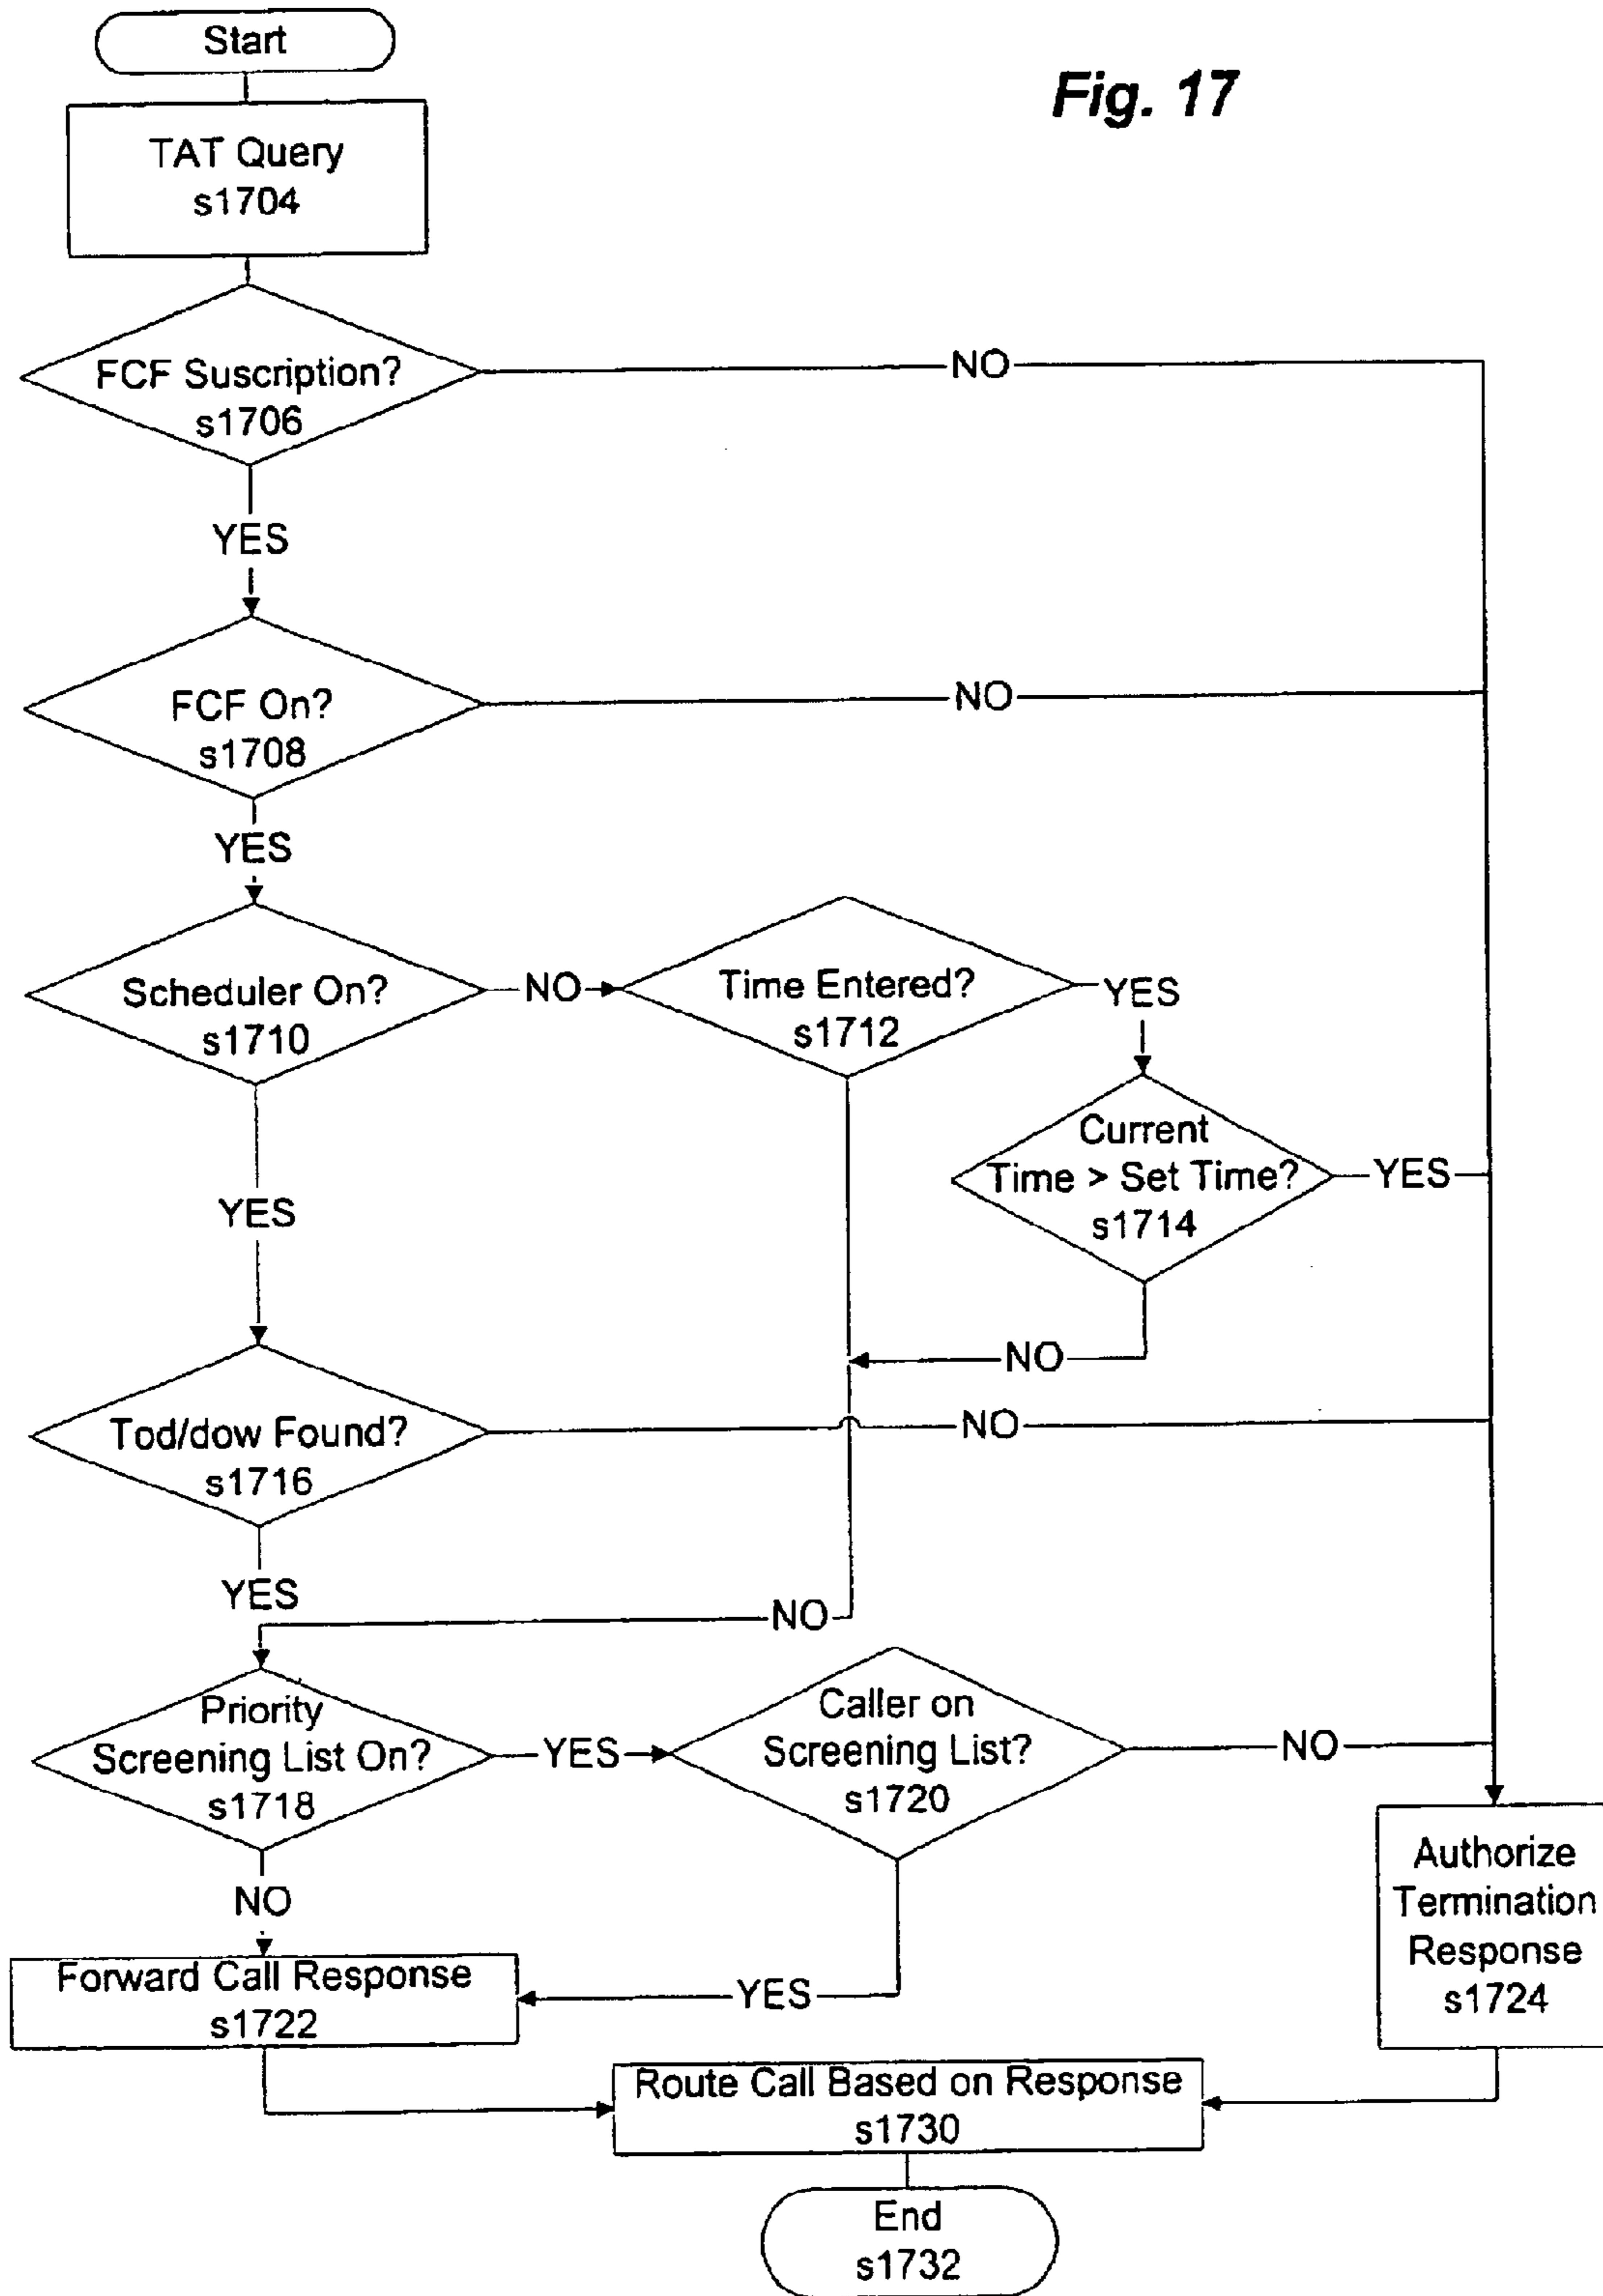 Start
Fig. 17
TAT Query
s1704
FCF Suscription?
s1706
NO
YES
FCF On?
s1708
NO
YES
Scheduler On?
s1710
NO
Time Entered?
s1712
YES
Current
Time > Set Time?
s1714
YES
YES
NO
Tod/dow Found?
s1716
NO
YES
NO
Priority
Screening List On?
s1718
YES
Caller on
Screening List?
s1720
NO
Authorize
Termination
Response
s1724
NO
Forward Call Response
s1722
YES
Route Call Based on Response
s1730
End
s1732